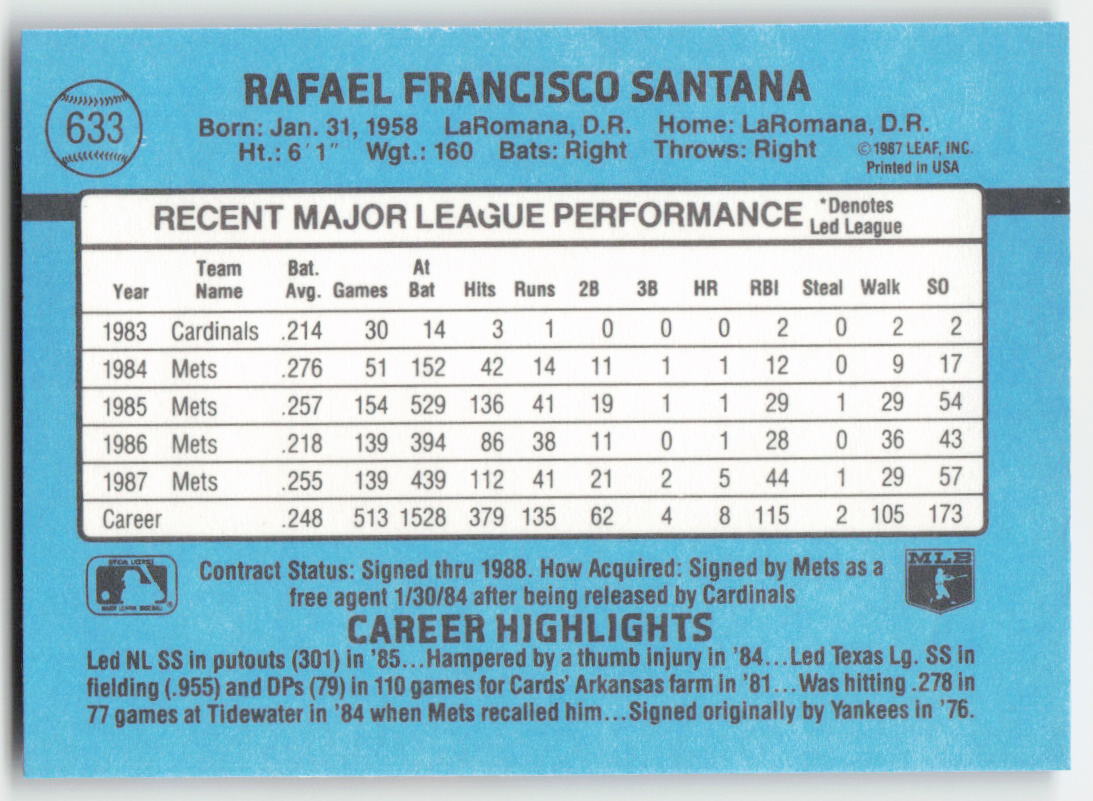 633
RAFAEL FRANCISCO SANTANA
Born: Jan. 31, 1958 LaRomana, D.R. Home: LaRomana, D.R.
Ht.: 6'1" Wgt.: 160 Bats: Right Throws: Right
©1987 LEAF, INC.
Printed in USA
RECENT MAJOR LEAGUE PERFORMANCE *Denotes
Led League
Year Team Name Bat. Avg. Games At Bat Hits Runs 2B 3B HR RBI Steal Walk SO
1983 Cardinals .214 30 14 3 1 0 0 0 2 0 2 2
1984 Mets .276 51 152 42 14 11 1 1 12 0 9 17
1985 Mets .257 154 529 136 41 19 1 1 29 1 29 54
1986 Mets .218 139 394 86 38 11 0 1 28 0 36 43
1987 Mets .255 139 439 112 41 21 2 5 44 1 29 57
Career .248 513 1528 379 135 62 4 8 115 2 105 173
OFFICIAL LICENSEE
MAJOR LEAGUE BASEBALL
®
MLB
Contract Status: Signed thru 1988. How Acquired: Signed by Mets as a
free agent 1/30/84 after being released by Cardinals
CAREER HIGHLIGHTS
Led NL SS in putouts (301) in '85...Hampered by a thumb injury in '84...Led Texas Lg. SS in
fielding (.955) and DPs (79) in 110 games for Cards' Arkansas farm in '81...Was hitting .278 in
77 games at Tidewater in '84 when Mets recalled him...Signed originally by Yankees in '76.